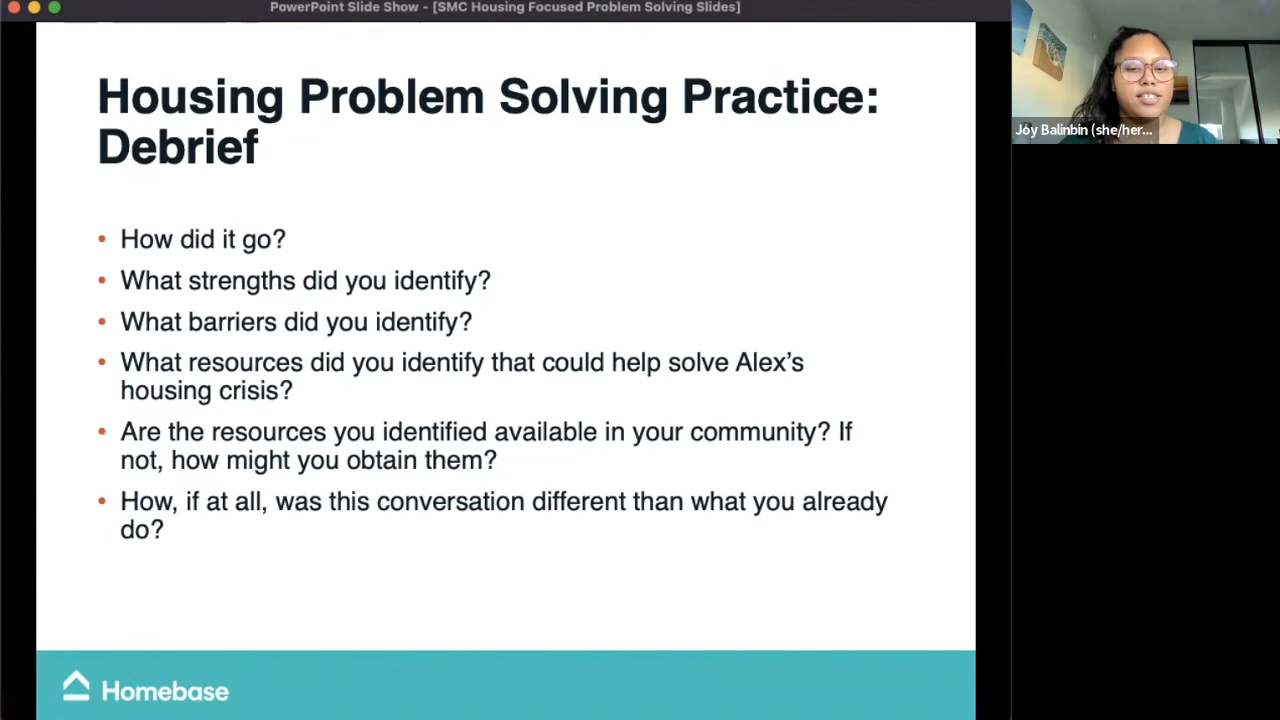 PowerPoint Slide Show - [SMC Housing Focused Problem Solving Slides]
Housing Problem Solving Practice:
Debrief
• How did it go?
• What strengths did you identify?
• What barriers did you identify?
• What resources did you identify that could help solve Alex's
housing crisis?
• Are the resources you identified available in your community? If
not, how might you obtain them?
• How, if at all, was this conversation different than what you already
do?
Homebase
Joy Balinbin (she/her...